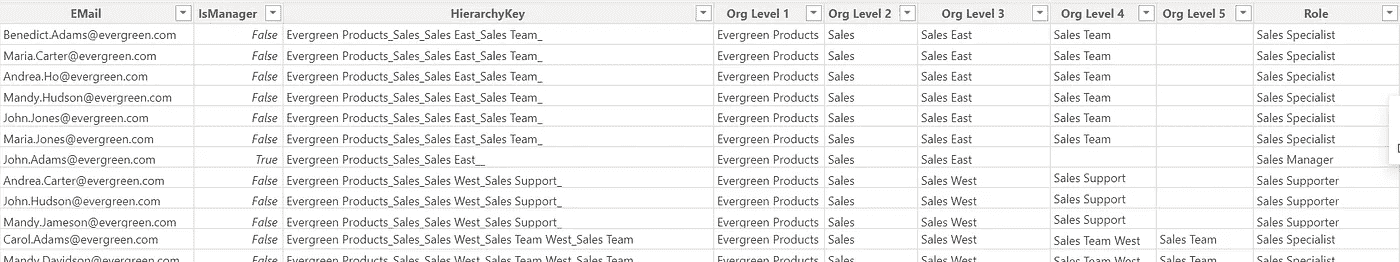 EMail IsManager HierarchyKey Org Level 1 Org Level 2 Org Level 3 Org Level 4 Org Level 5 Role
Benedict.Adams@evergreen.com False Evergreen Products_Sales_Sales East_Sales Team_ Evergreen Products Sales Sales East Sales Team Sales Specialist
Maria.Carter@evergreen.com False Evergreen Products_Sales_Sales East_Sales Team_ Evergreen Products Sales Sales East Sales Team Sales Specialist
Andrea.Ho@evergreen.com False Evergreen Products_Sales_Sales East_Sales Team_ Evergreen Products Sales Sales East Sales Team Sales Specialist
Mandy.Hudson@evergreen.com False Evergreen Products_Sales_Sales East_Sales Team_ Evergreen Products Sales Sales East Sales Team Sales Specialist
John.Jones@evergreen.com False Evergreen Products_Sales_Sales East_Sales Team_ Evergreen Products Sales Sales East Sales Team Sales Specialist
Maria.Jones@evergreen.com False Evergreen Products_Sales_Sales East_Sales Team_ Evergreen Products Sales Sales East Sales Team Sales Specialist
John.Adams@evergreen.com True Evergreen Products_Sales_Sales East__ Evergreen Products Sales Sales East Sales Manager
Andrea.Carter@evergreen.com False Evergreen Products_Sales_Sales West_Sales Support_ Evergreen Products Sales Sales West Sales Support Sales Supporter
John.Hudson@evergreen.com False Evergreen Products_Sales_Sales West_Sales Support_ Evergreen Products Sales Sales West Sales Support Sales Supporter
Mandy.Jameson@evergreen.com False Evergreen Products_Sales_Sales West_Sales Support_ Evergreen Products Sales Sales West Sales Support Sales Supporter
Carol.Adams@evergreen.com False Evergreen Products_Sales_Sales West_Sales Team West_Sales Team Evergreen Products Sales Sales West Sales Team West Sales Team Sales Specialist
Mandy.Davidson@evergreen.com False Evergreen Products_Sales_Sales West_Sales Team West_Sales Team Evergreen Products Sales Sales West Sales Team West Sales Team Sales Specialist